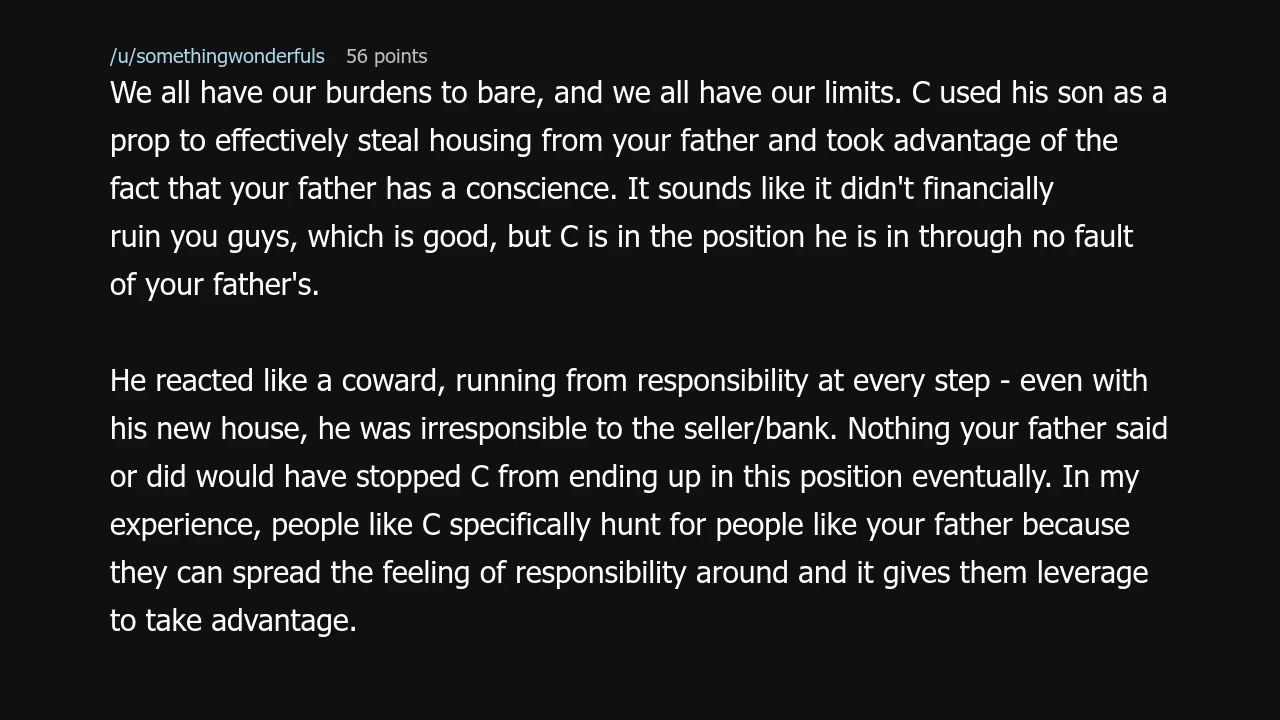 /u/somethingwonderfuls 56 points
We all have our burdens to bare, and we all have our limits. C used his son as a
prop to effectively steal housing from your father and took advantage of the
fact that your father has a conscience. It sounds like it didn't financially
ruin you guys, which is good, but C is in the position he is in through no fault
of your father's.
He reacted like a coward, running from responsibility at every step - even with
his new house, he was irresponsible to the seller/bank. Nothing your father said
or did would have stopped C from ending up in this position eventually. In my
experience, people like C specifically hunt for people like your father because
they can spread the feeling of responsibility around and it gives them leverage
to take advantage.